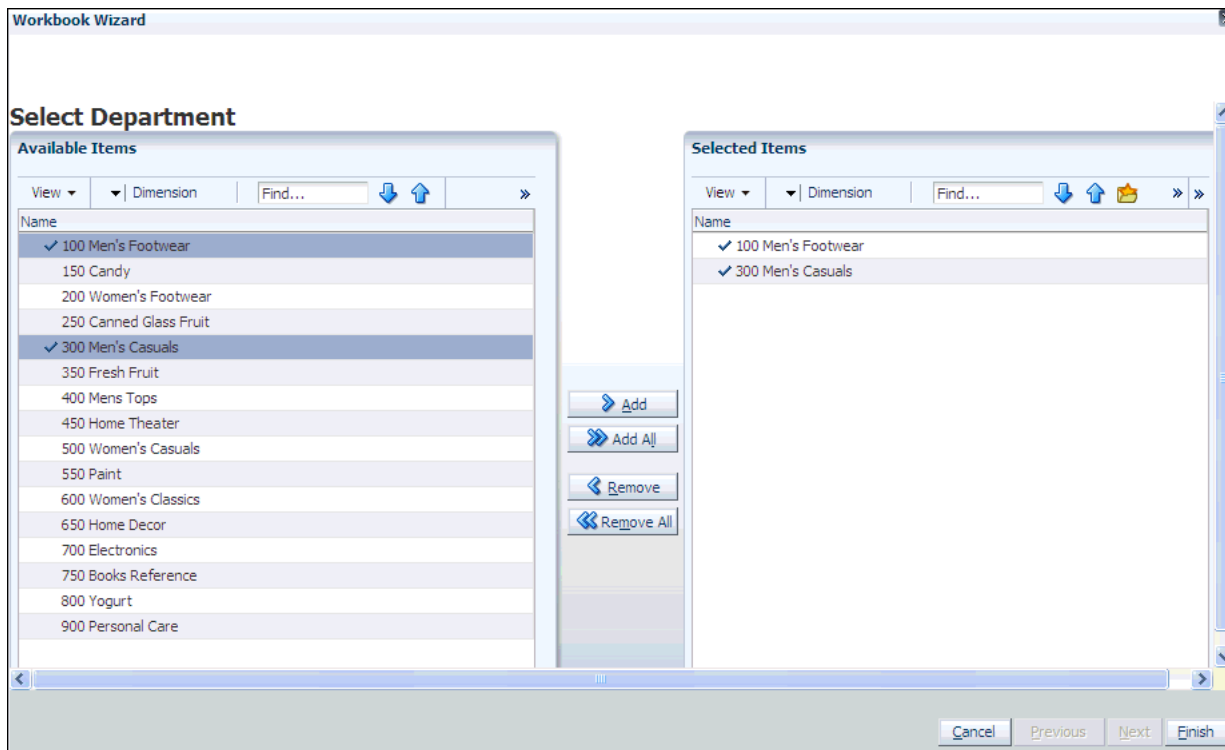 Workbook Wizard
Select Department
Available Items
View Dimension Find... »
Name
100 Men's Footwear
150 Candy
200 Women's Footwear
250 Canned Glass Fruit
300 Men's Casuals
350 Fresh Fruit
400 Mens Tops
450 Home Theater
500 Women's Casuals
550 Paint
600 Women's Classics
650 Home Decor
700 Electronics
750 Books Reference
800 Yogurt
900 Personal Care
Add
Add All
Remove
Remove All
Selected Items
View Dimension Find... » »
Name
100 Men's Footwear
300 Men's Casuals
Cancel Previous Next Finish